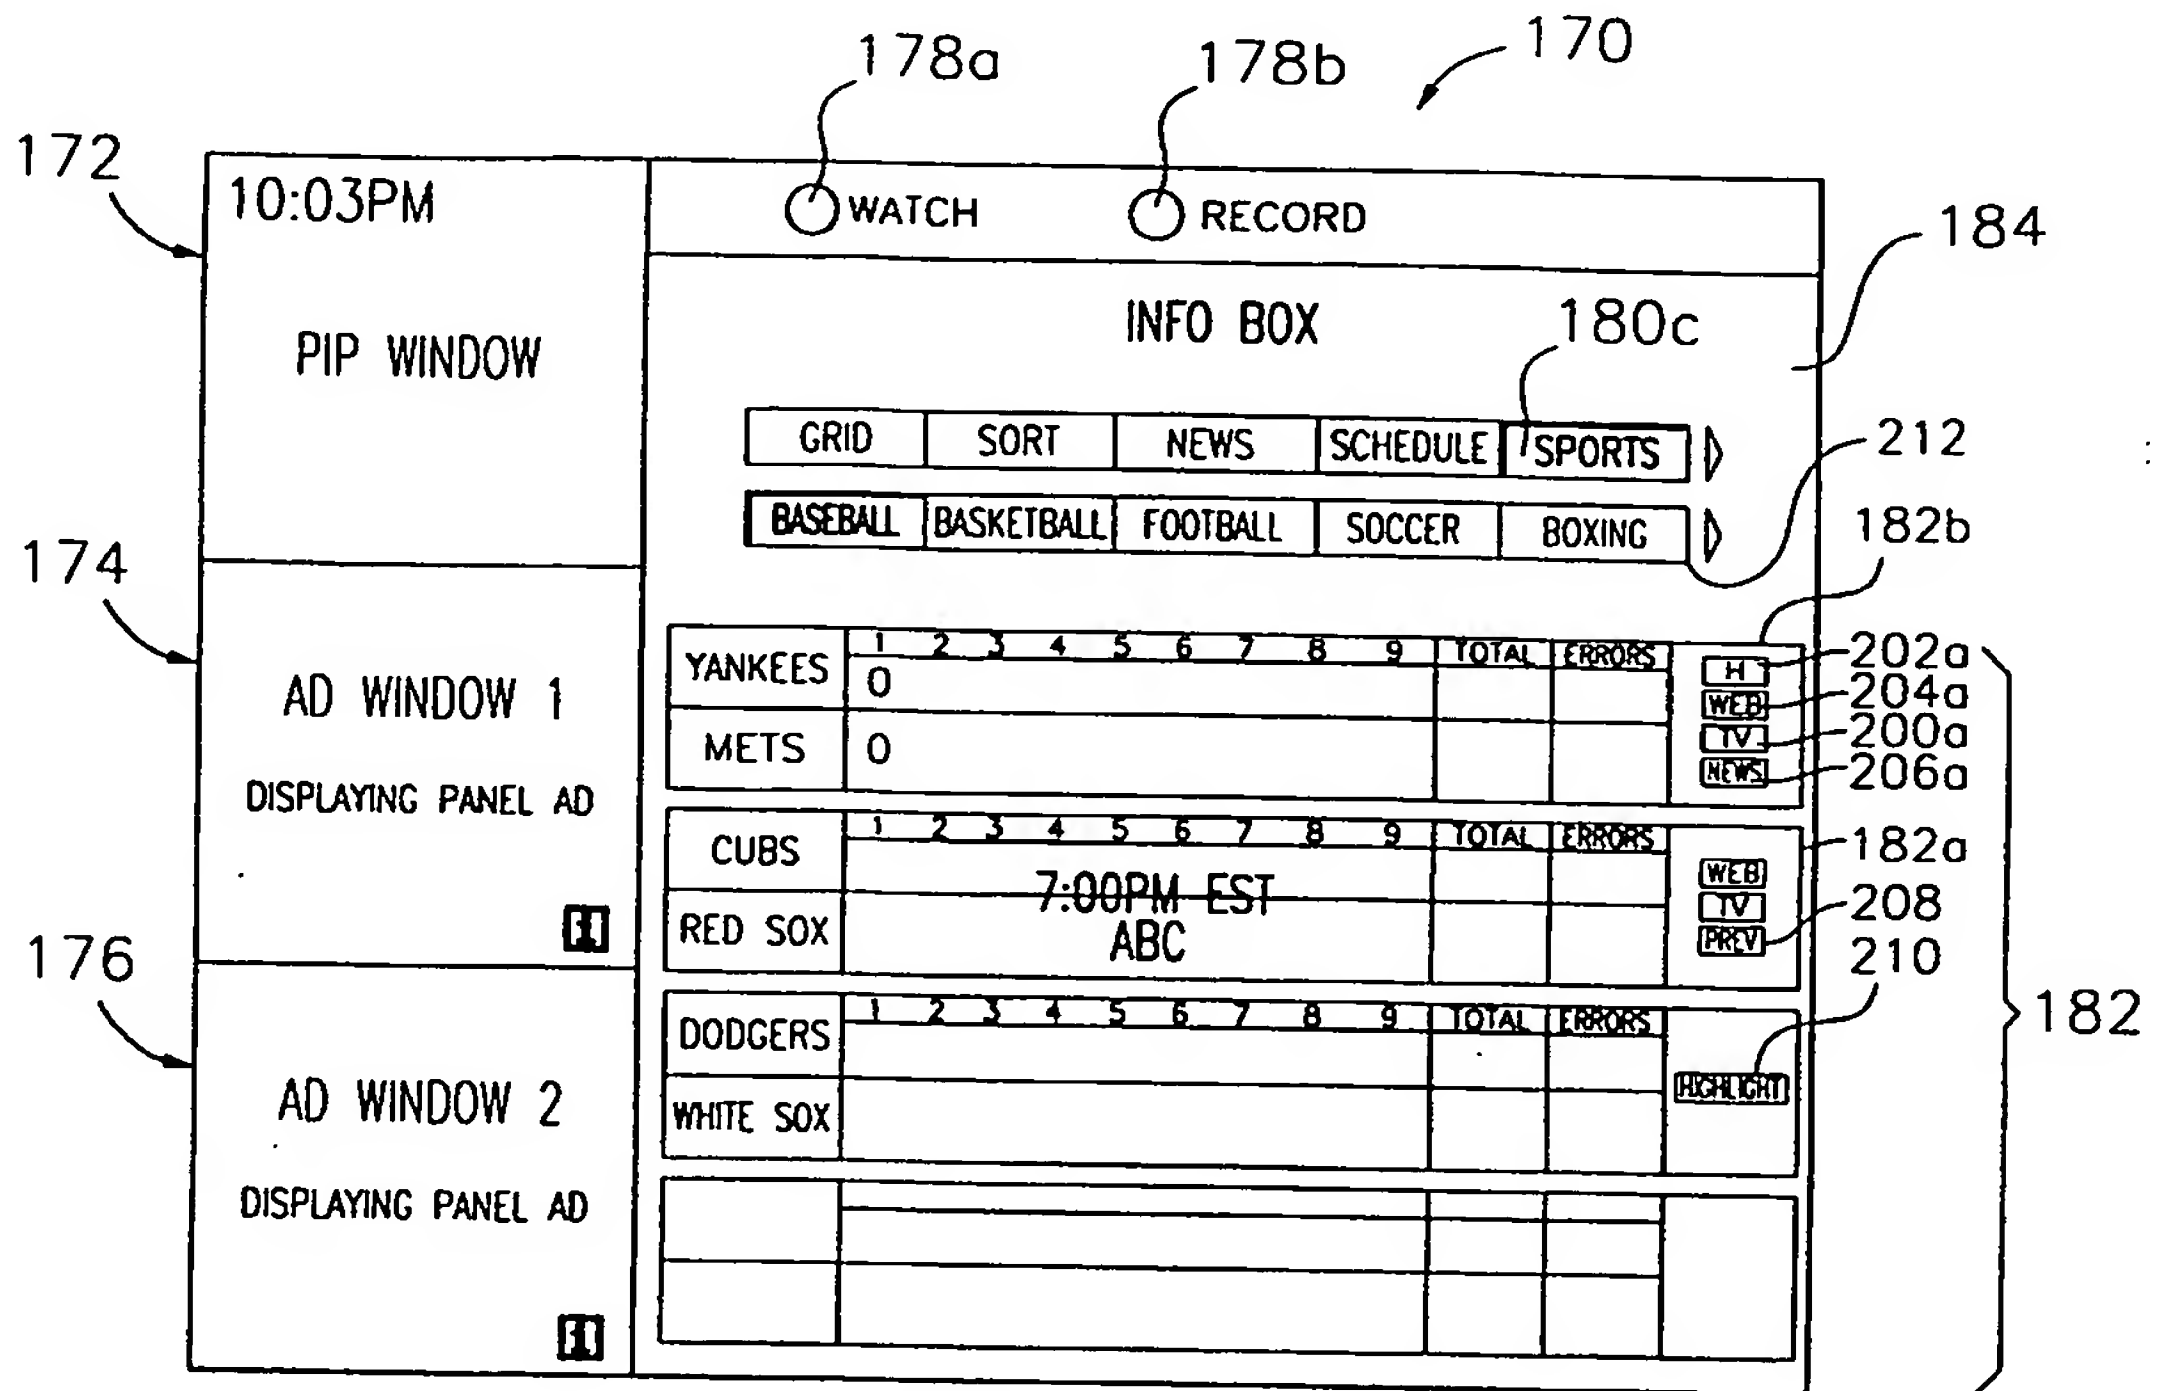 178a 178b 170
172 10:03PM WATCH RECORD
184
PIP WINDOW INFO BOX 180c
GRID SORT NEWS SCHEDULE SPORTS
212
BASEBALL BASKETBALL FOOTBALL SOCCER BOXING
182b
174
AD WINDOW 1
DISPLAYING PANEL AD
YANKEES 1 2 3 4 5 6 7 8 9 TOTAL ERRORS H 202a
0 WEB 204a
METS 0 TV 200a
NEWS 206a
CUBS 1 2 3 4 5 6 7 8 9 TOTAL ERRORS 182a
7:00PM EST WEB
RED SOX ABC TV 208
PREV 210
182
176
AD WINDOW 2
DISPLAYING PANEL AD
DODGERS 1 2 3 4 5 6 7 8 9 TOTAL ERRORS
HIGHLIGHT
WHITE SOX